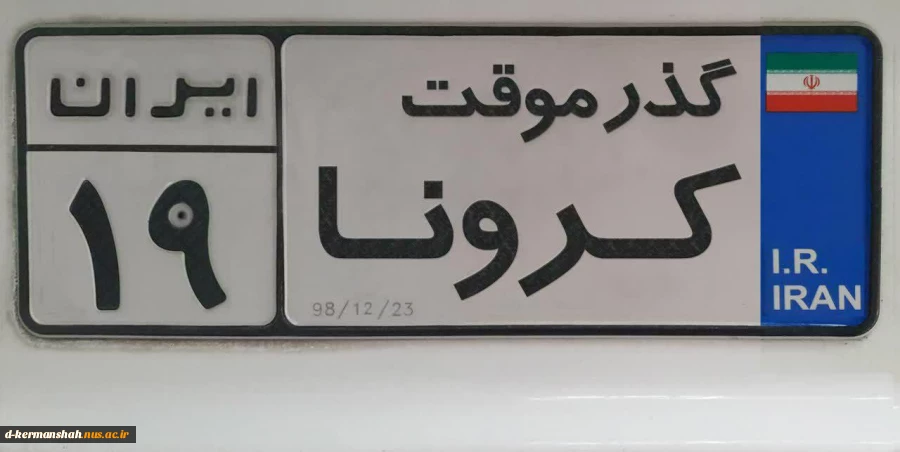 ایران
۱۹
گذر موقت
کرونا
98/12/23
I.R.
IRAN
d-kermanshah.nus.ac.ir